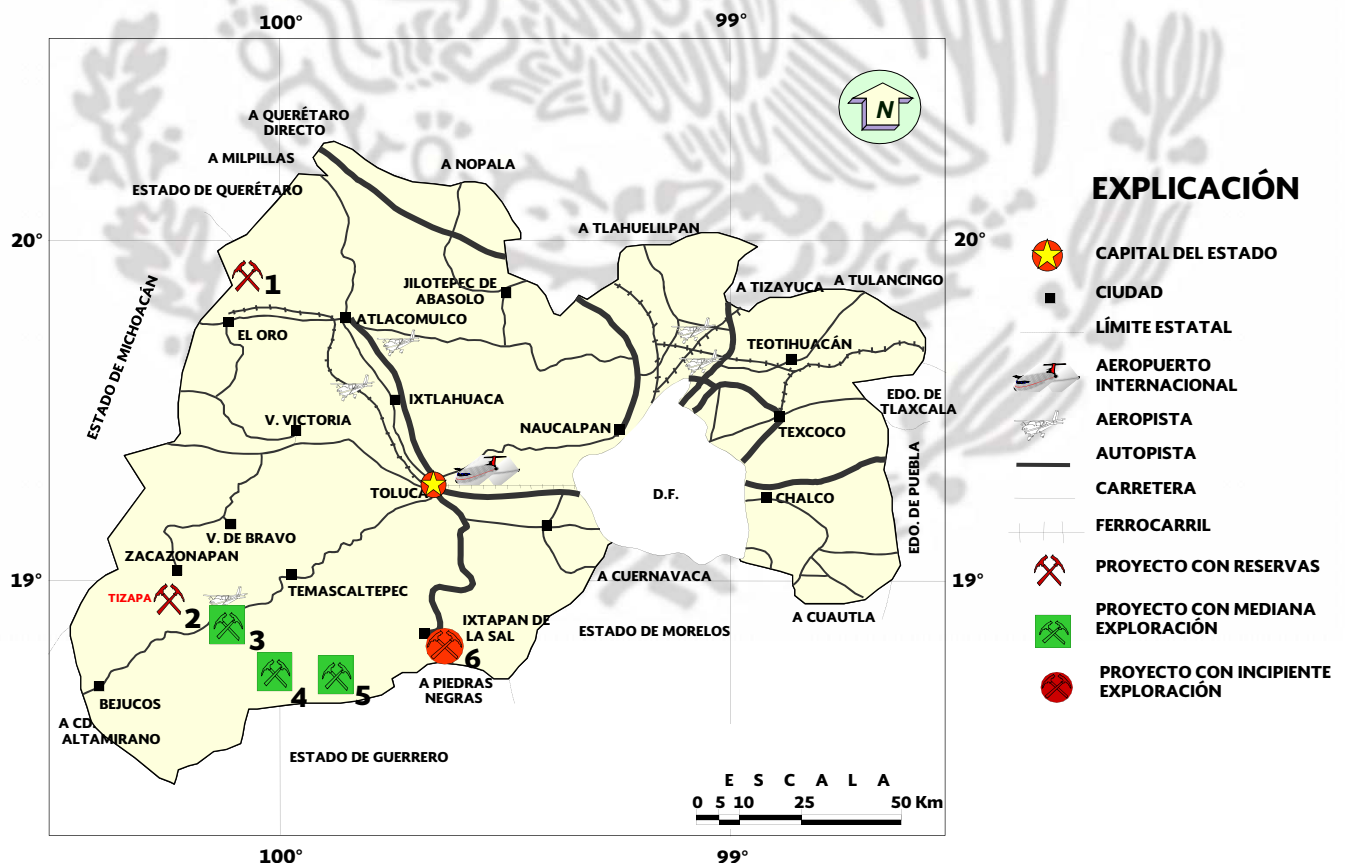 100°
99°
A QUERÉTARO
DIRECTO
A MILPILLAS
A NOPALA
ESTADO DE QUERÉTARO
A TLAHUELILPAN
20°
20°
N
EXPLICACIÓN
CAPITAL DEL ESTADO
CIUDAD
LÍMITE ESTATAL
AEROPUERTO
INTERNACIONAL
AEROPISTA
AUTOPISTA
CARRETERA
FERROCARRIL
PROYECTO CON RESERVAS
PROYECTO CON MEDIANA
EXPLORACIÓN
PROYECTO CON INCIPIENTE
EXPLORACIÓN
1
JILOTEPEC DE
ABASOLO
A TIZAYUCA
A TULANCINGO
ESTADO DE MICHOACÁN
EL ORO
ATLACOMULCO
TEOTIHUACÁN
IXTLAHUACA
V. VICTORIA
NAUCALPAN
TEXCOCO
EDO. DE
TLAXCALA
EDO. DE PUEBLA
TOLUCA
D.F.
CHALCO
V. DE BRAVO
ZACAZONAPAN
19°
19°
TIZAPA
2
TEMASCALTEPEC
A CUERNAVACA
3
IXTAPAN DE
LA SAL
ESTADO DE MORELOS
A CUAUTLA
6
4
5
A PIEDRAS
NEGRAS
BEJUCOS
A CD.
ALTAMIRANO
ESTADO DE GUERRERO
E S C A L A
0 5 10 25 50 Km
100°
99°